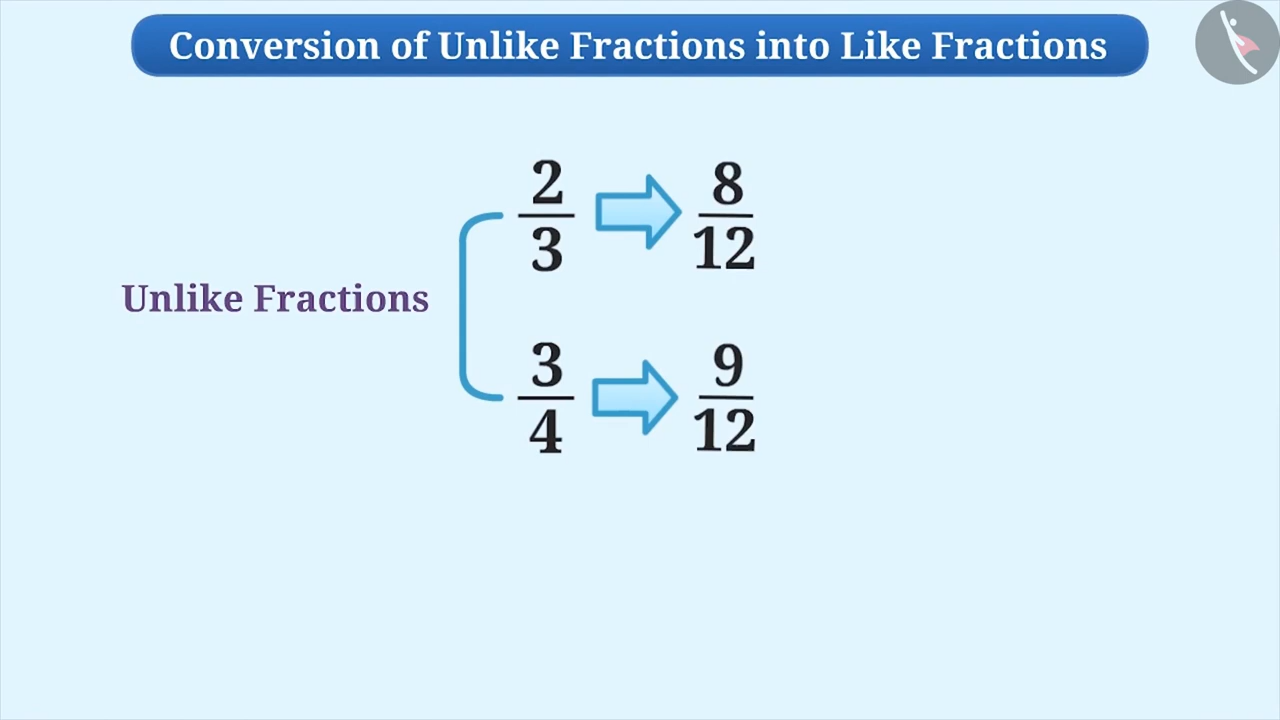 Conversion of Unlike Fractions into Like Fractions
2/3 ⇨ 8/12
Unlike Fractions
3/4 ⇨ 9/12